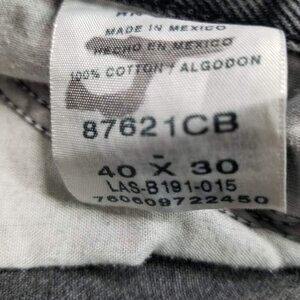 MADE IN MEXICO
HECHO EN MEXICO
100% COTTON / ALGODON
87621CB
40 X 30
LAS-B191-015
760609722450